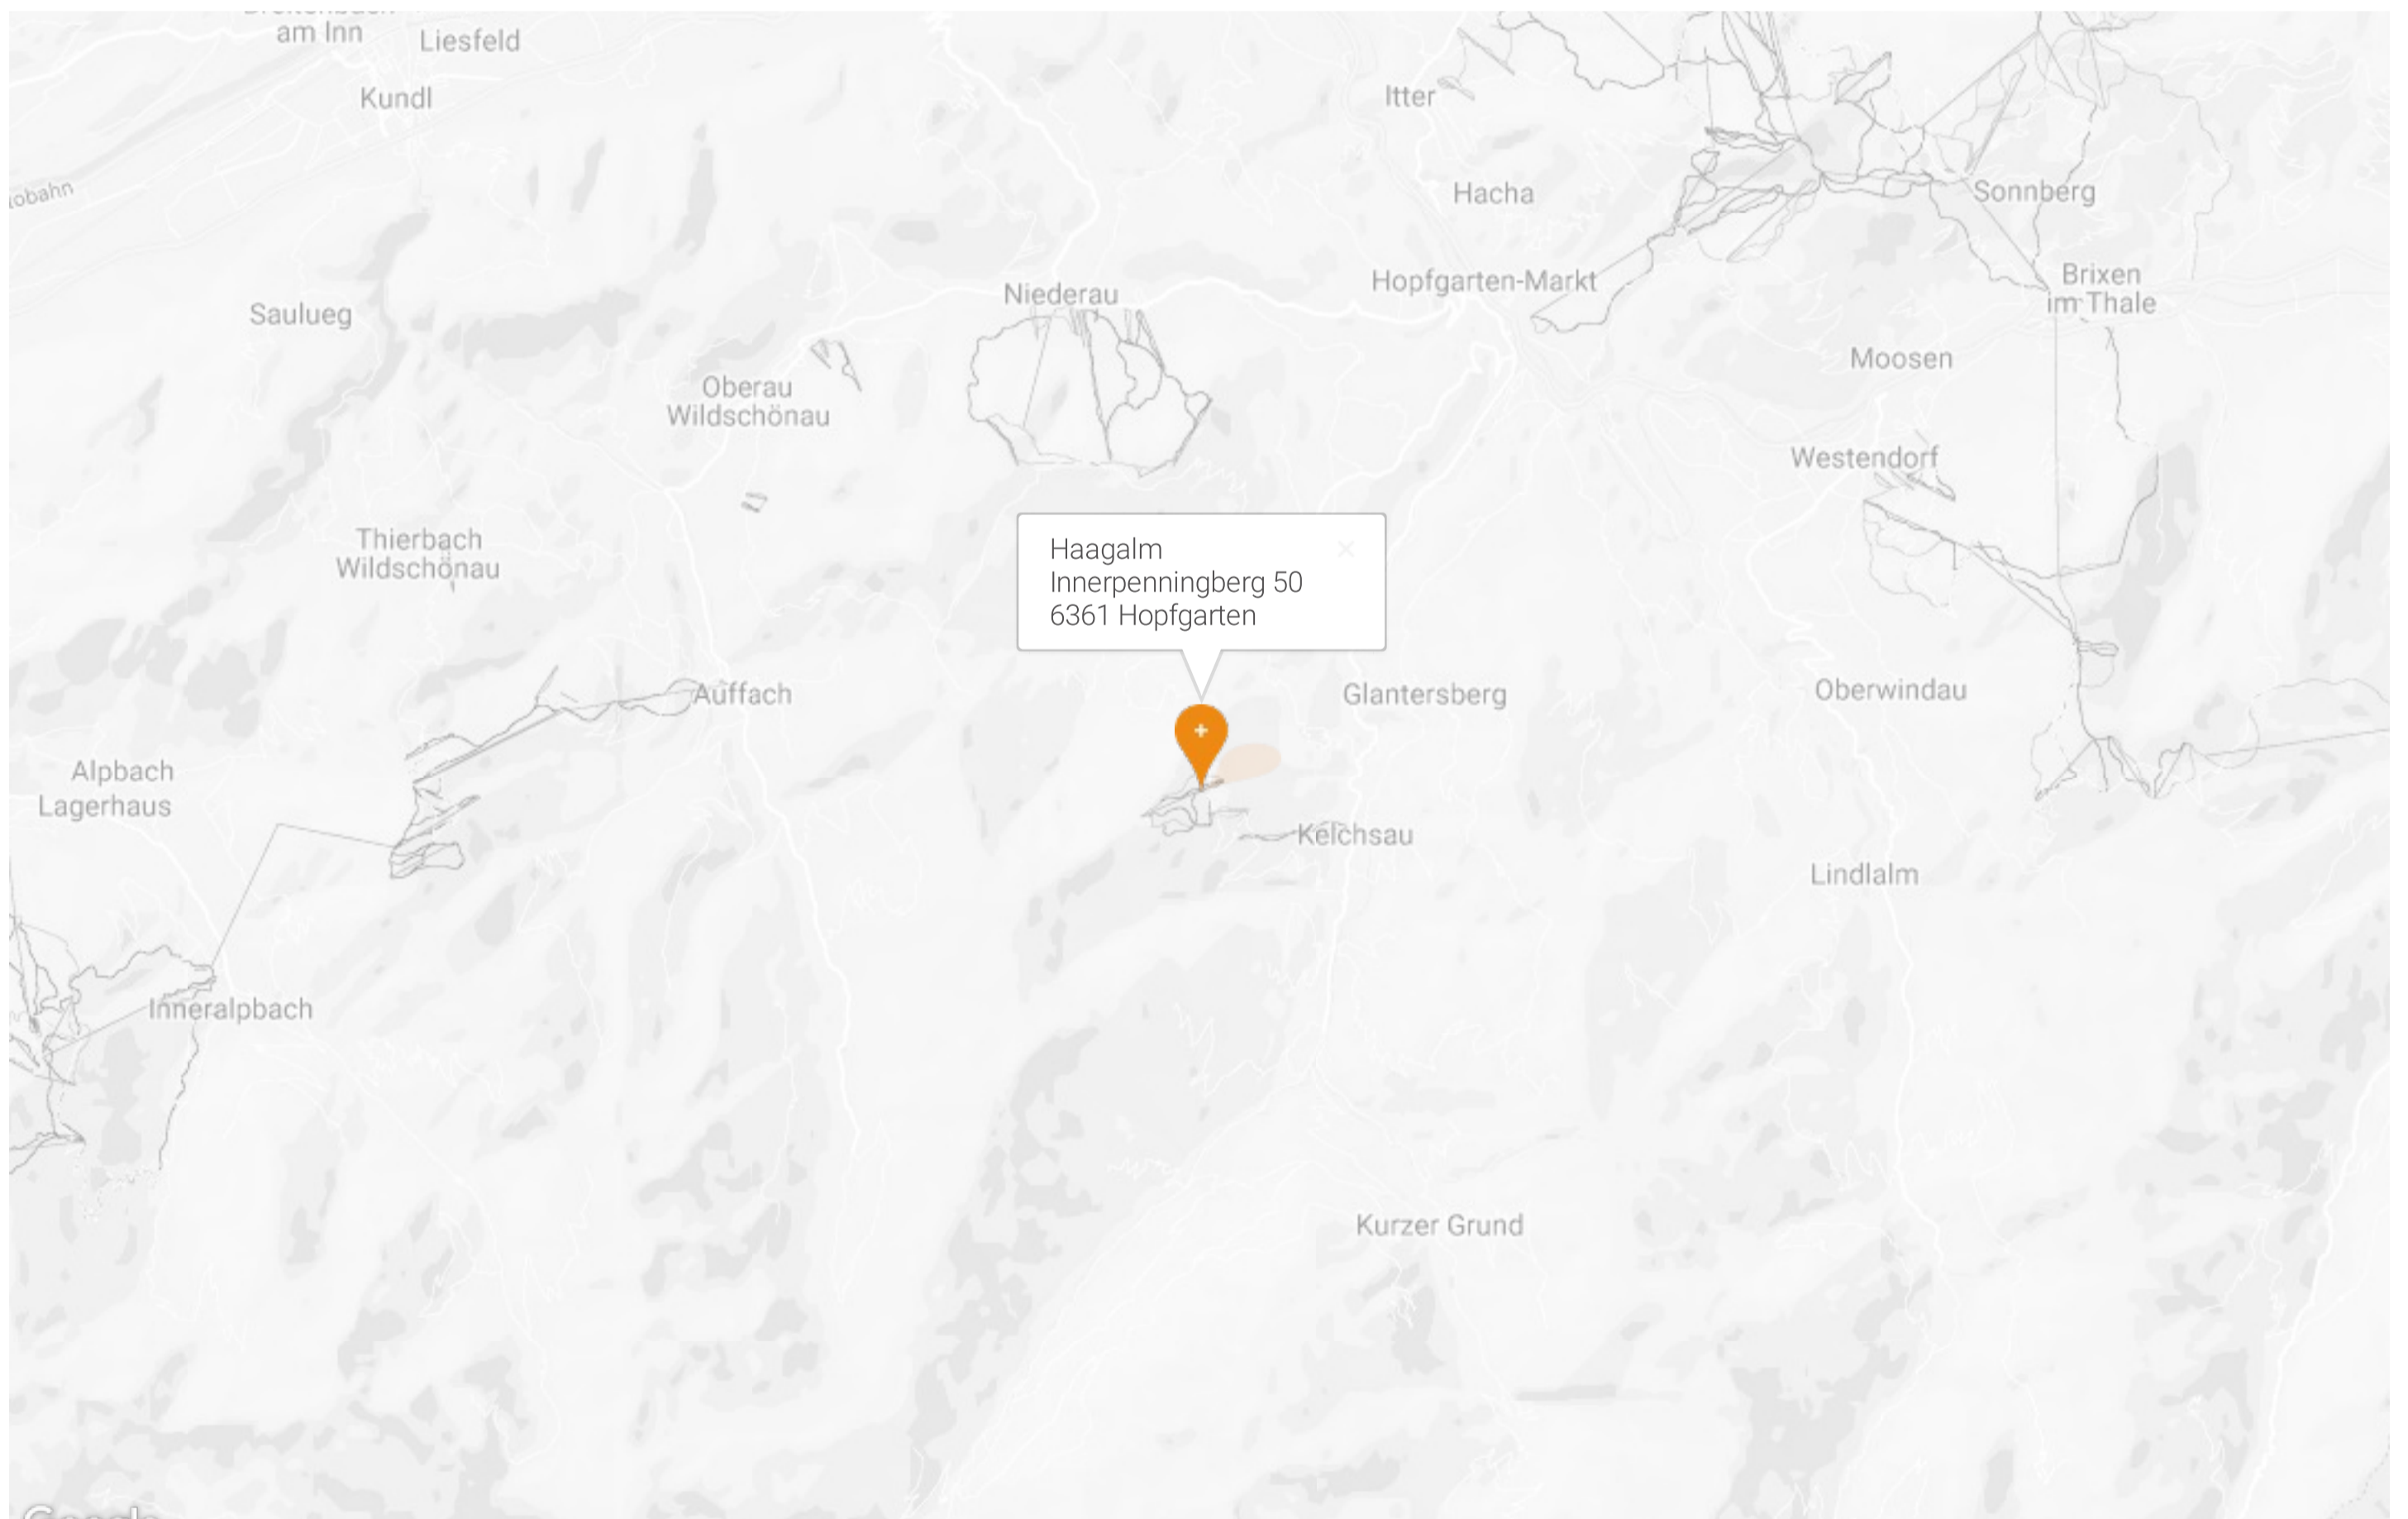 am Inn
Liesfeld
Kundl
Itter
Hacha
Sonnberg
Hopfgarten-Markt
Niederau
Brixen
im Thale
Saulueg
Moosen
Oberau
Wildschönau
Westendorf
Thierbach
Wildschönau
Haagalm
Innerpenningberg 50
6361 Hopfgarten
Auffach
Glantersberg
Oberwindau
Alpbach
Lagerhaus
Kelchsau
Lindlalm
Inneralpbach
Kurzer Grund